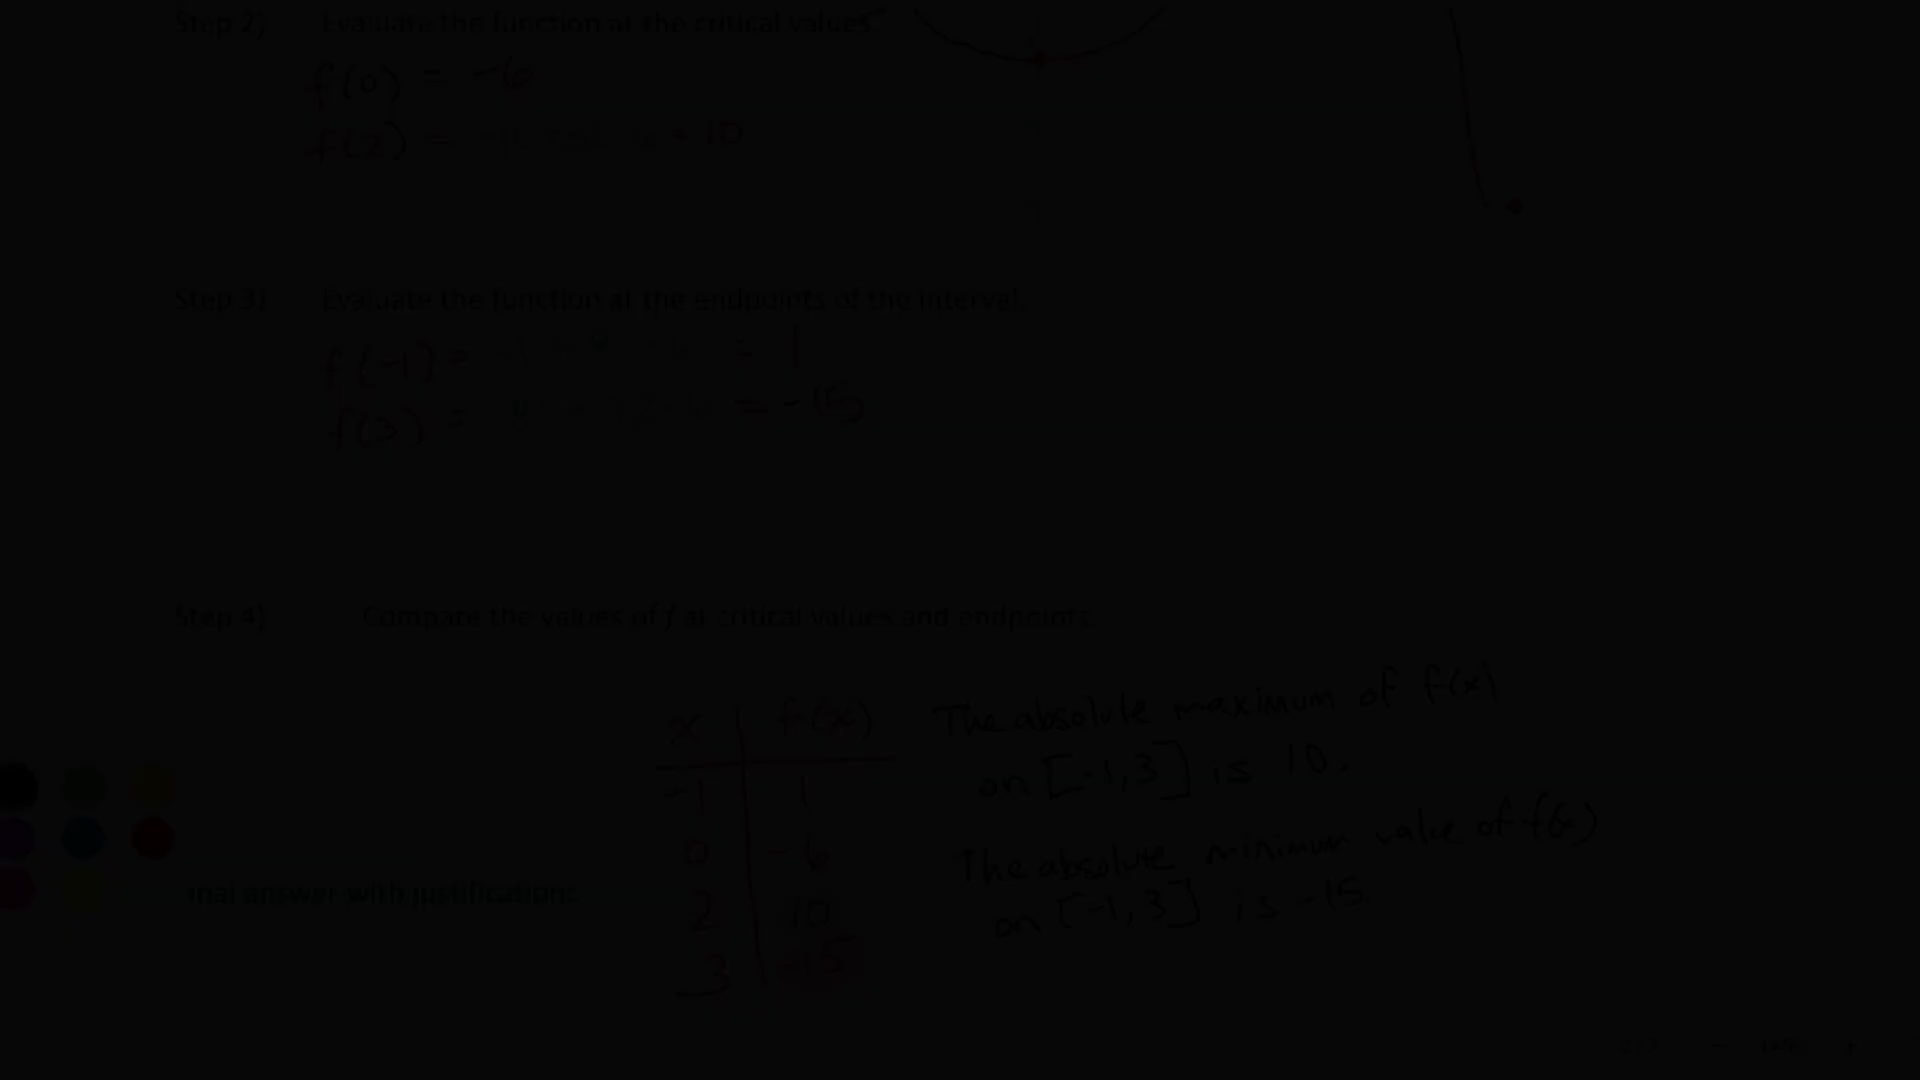 Step 2) Evaluate the function at the critical values.
f(0) = -6
f(2) = = 10
Step 3) Evaluate the function at the endpoints of the interval.
f(-1) = = 1
f(3) = = -15
Step 4) Compare the values of f at critical values and endpoints.
x f(x)
-1 1
0 -6
2 10
3 -15
The absolute maximum of f(x)
on [-1,3] is 10.
The absolute minimum value of f(x)
on [-1,3] is -15.
answer with justifications